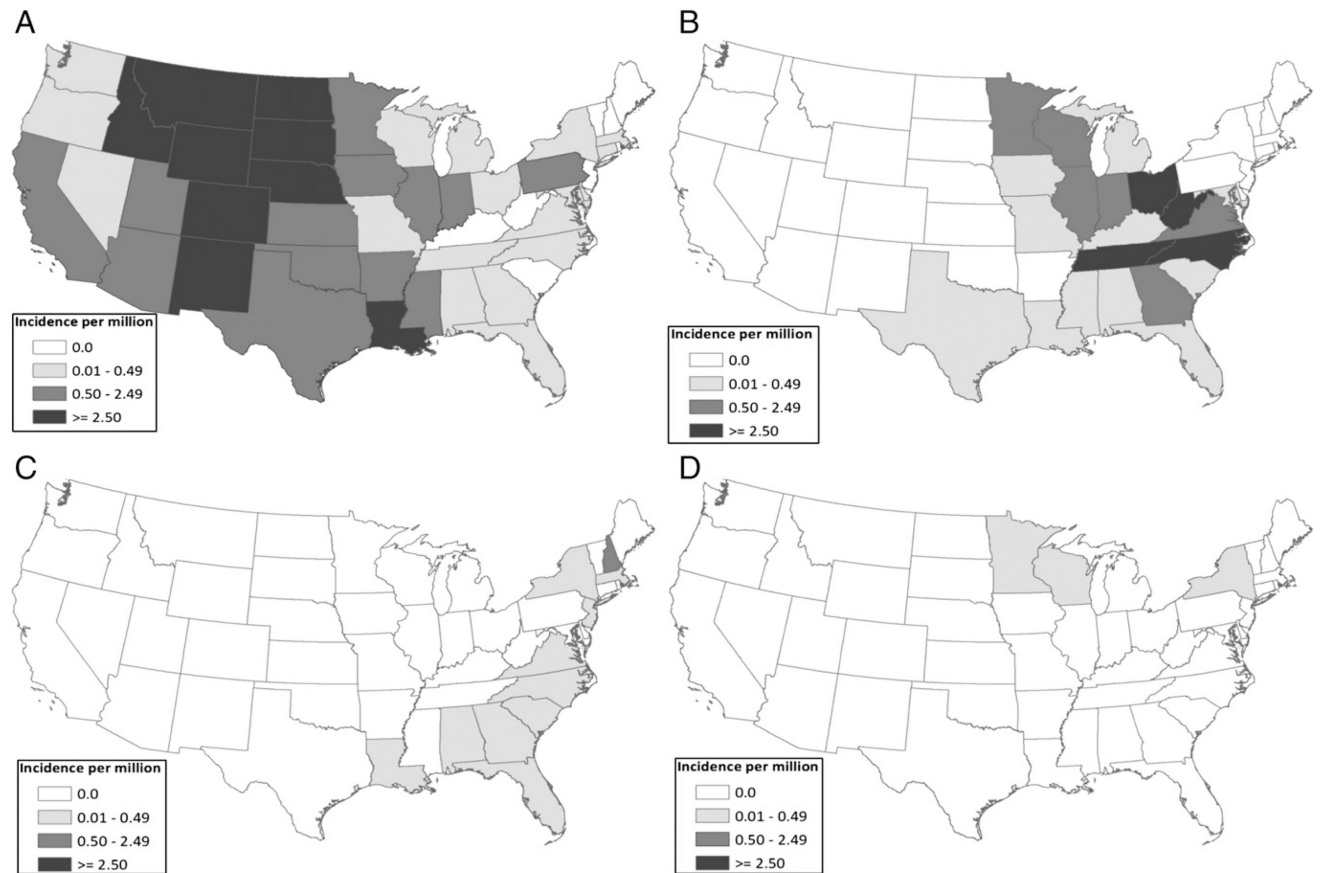 A
B
Incidence per million
0.0
0.01 - 0.49
0.50 - 2.49
>= 2.50
Incidence per million
0.0
0.01 - 0.49
0.50 - 2.49
>= 2.50
C
D
Incidence per million
0.0
0.01 - 0.49
0.50 - 2.49
>= 2.50
Incidence per million
0.0
0.01 - 0.49
0.50 - 2.49
>= 2.50